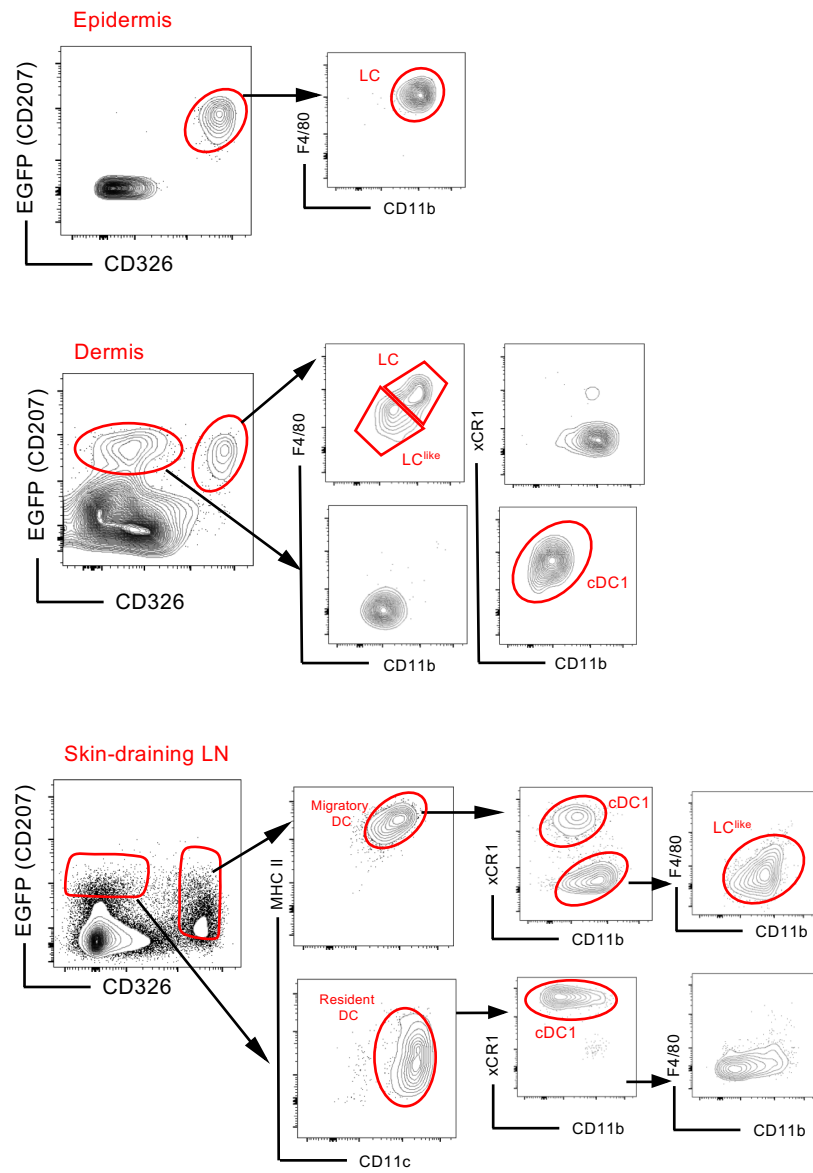 Epidermis
EGFP (CD207)
CD326
LC
F4/80
CD11b
Dermis
EGFP (CD207)
CD326
LC
LClike
F4/80
xCR1
cDC1
CD11b
CD11b
Skin-draining LN
EGFP (CD207)
CD326
Migratory
DC
MHC II
Resident
DC
CD11c
cDC1
xCR1
CD11b
LClike
F4/80
CD11b
cDC1
xCR1
CD11b
F4/80
CD11b